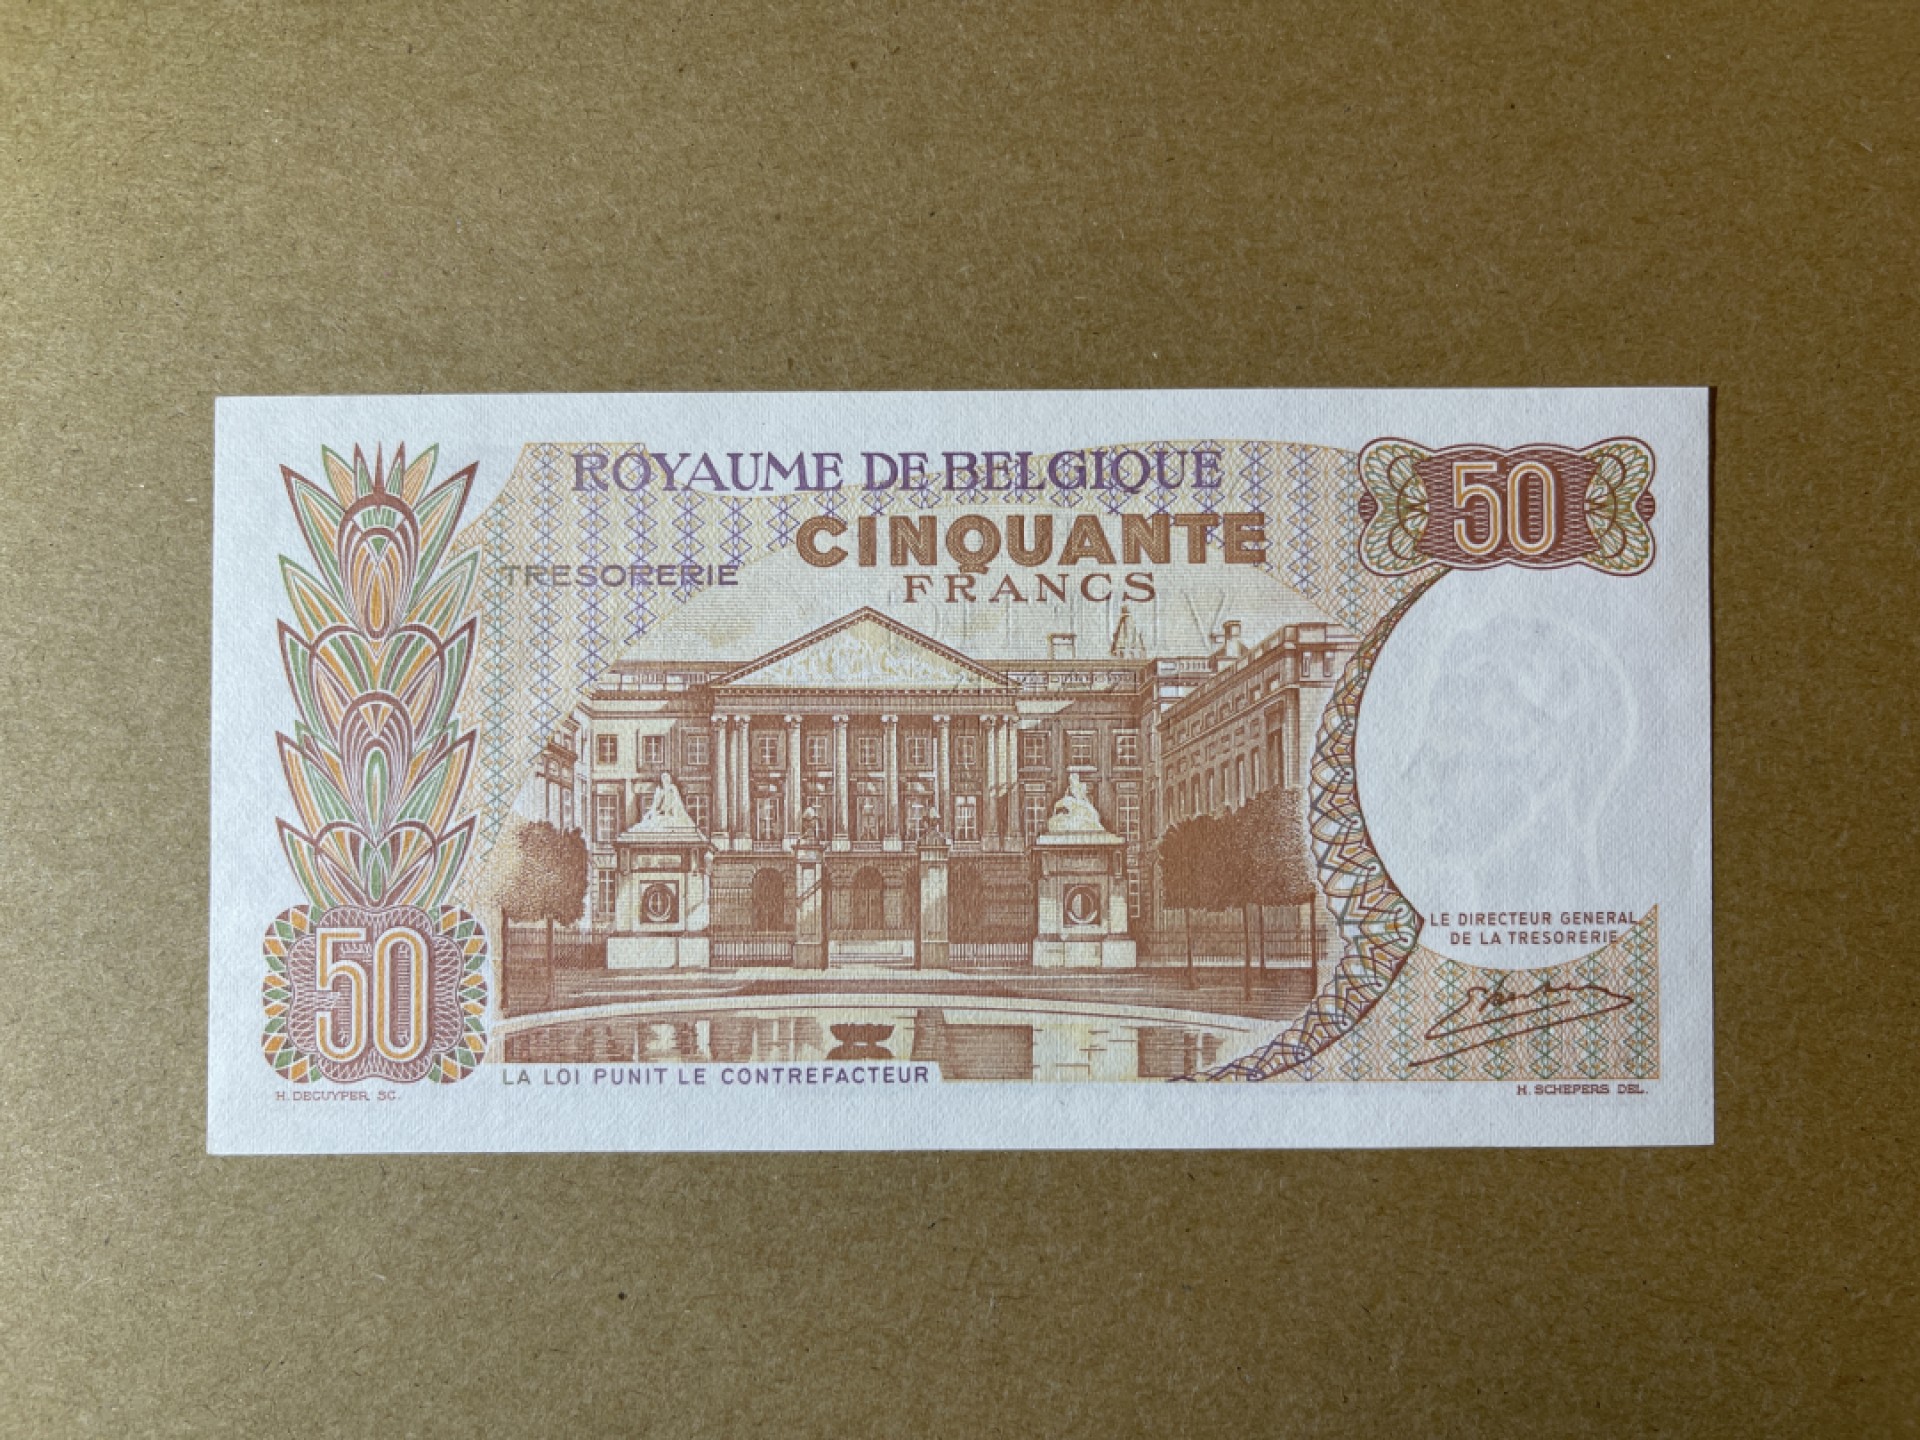 ROYAUME DE BELGIQUE
50
CINQUANTE
TRESORERIE
FRANCS
LE DIRECTEUR GENERAL
DE LA TRESORERIE
50
LA LOI PUNIT LE CONTREFACTEUR
H. DECUYPER SC.
H. SCHEPERS DEL.